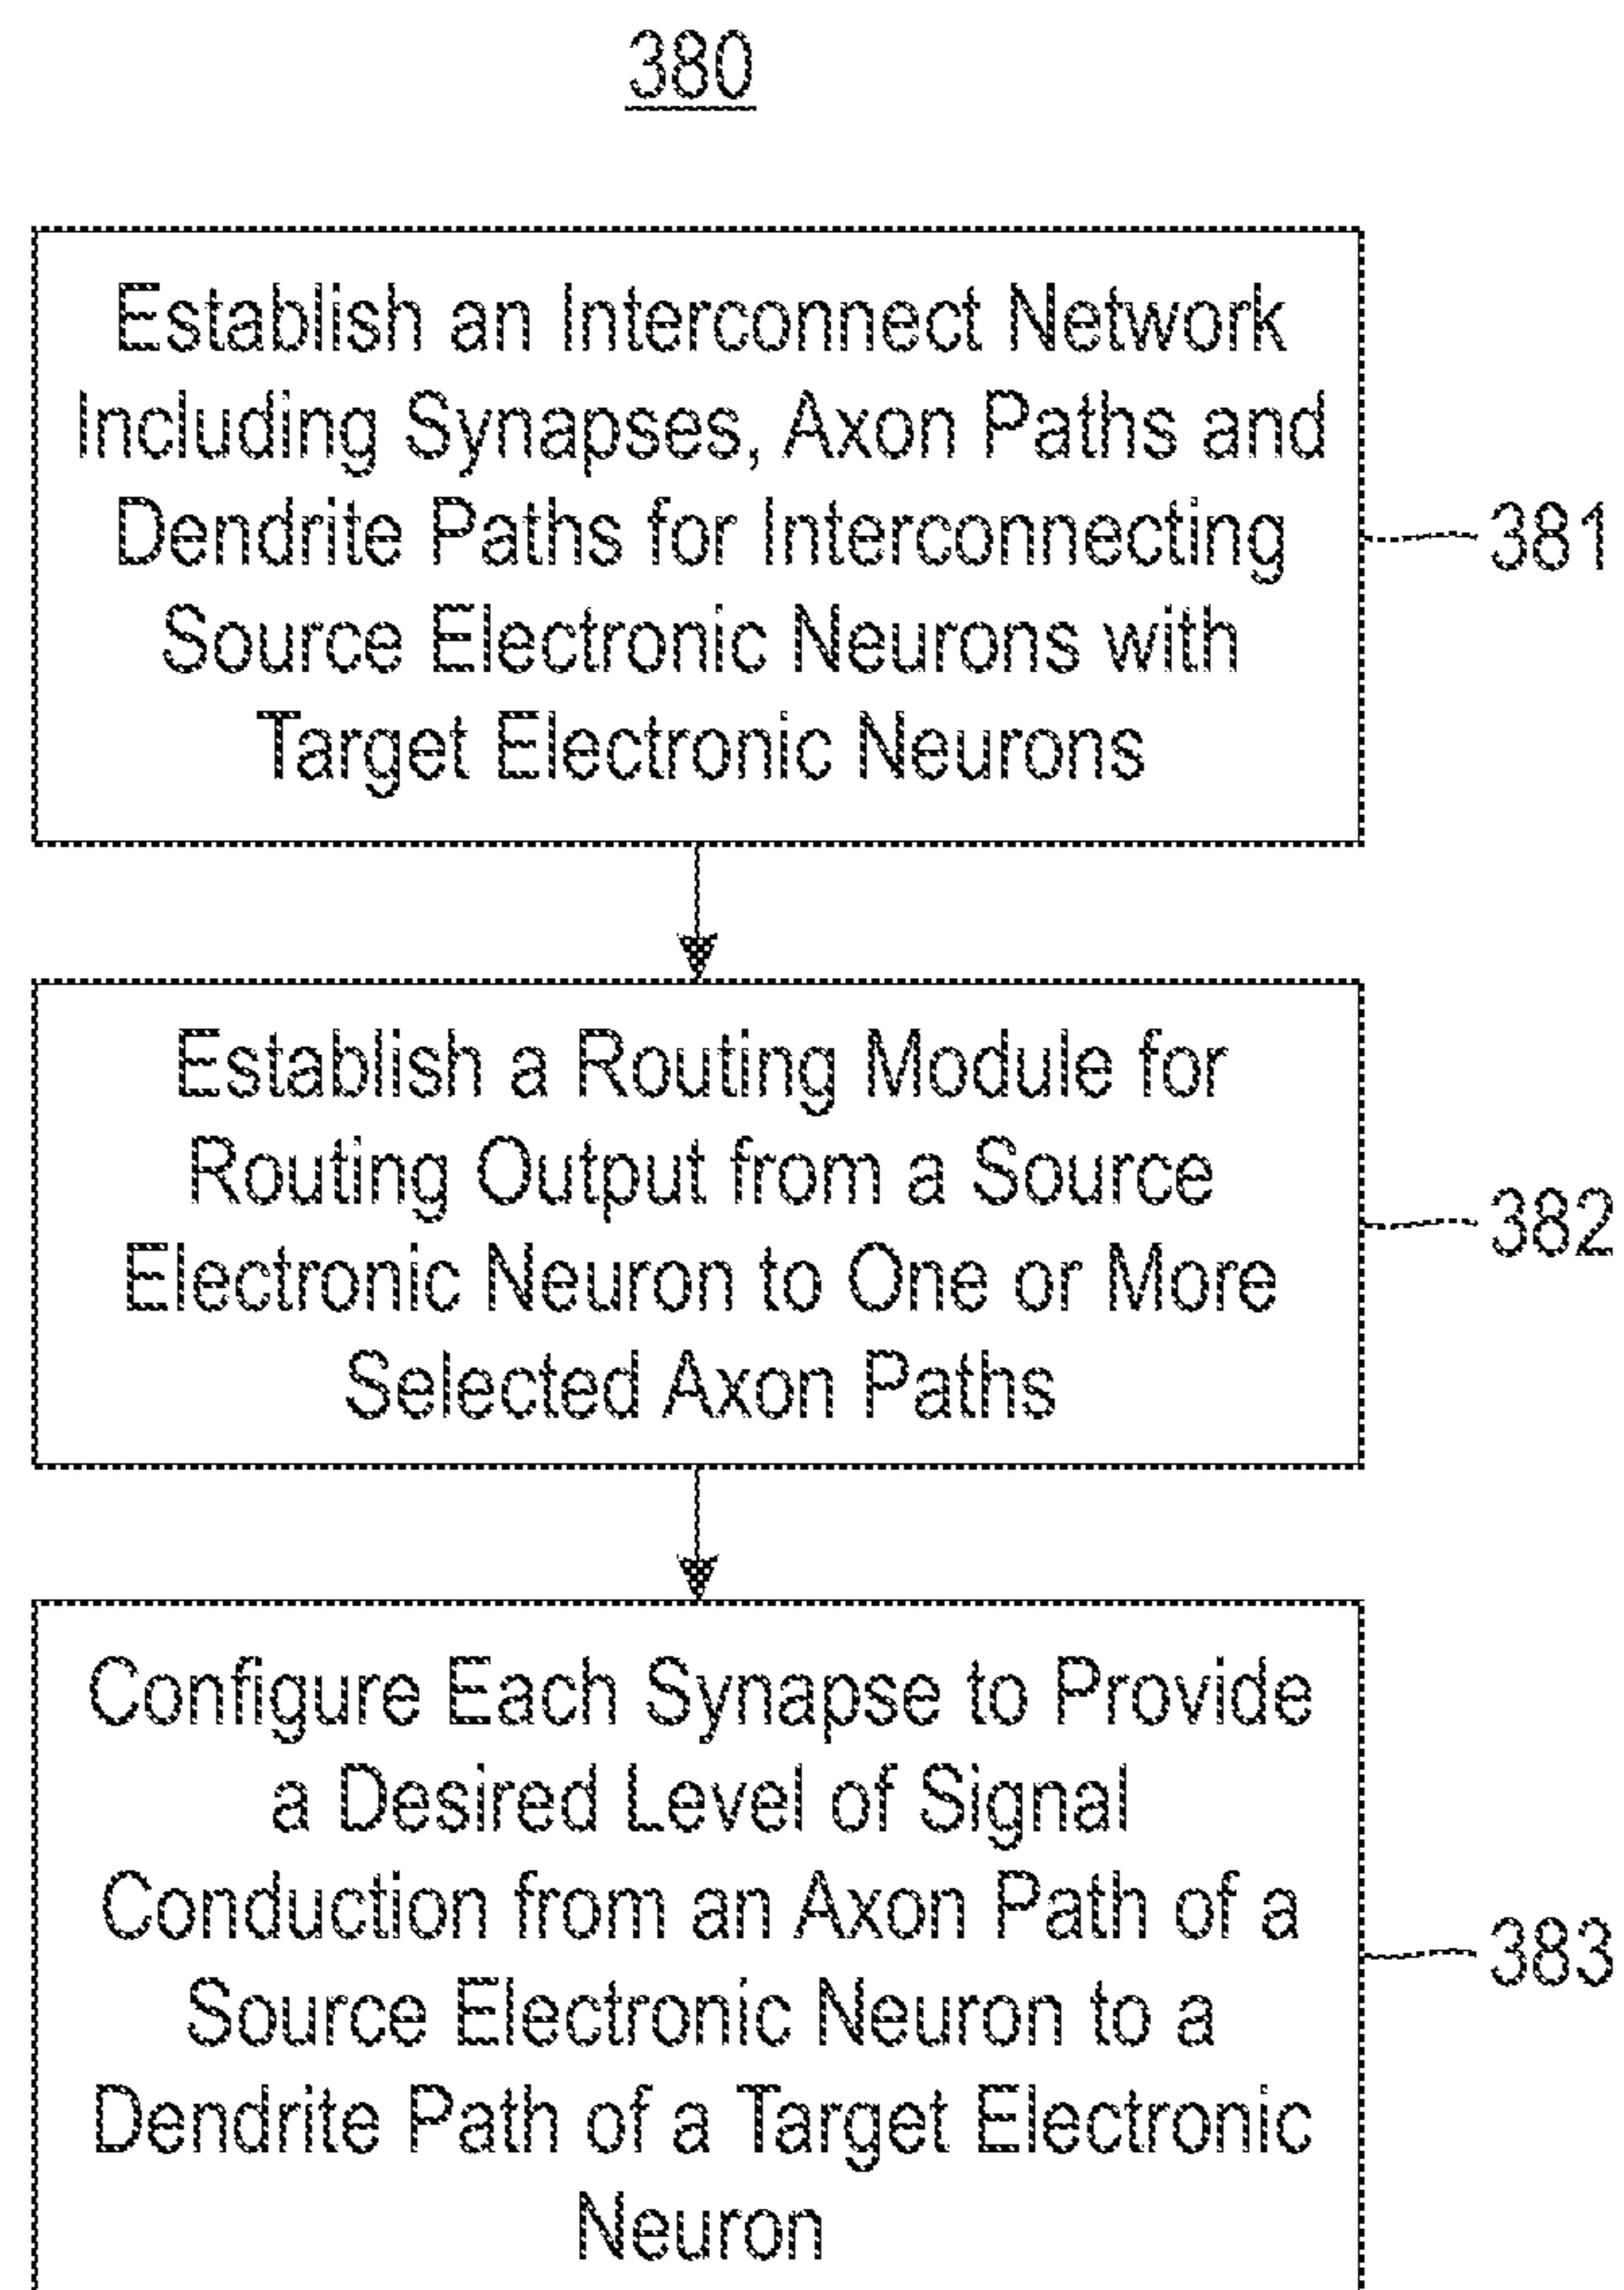 380
Establish an Interconnect Network
Including Synapses, Axon Paths and
Dendrite Paths for Interconnecting
Source Electronic Neurons with
Target Electronic Neurons
381
Establish a Routing Module for
Routing Output from a Source
Electronic Neuron to One or More
Selected Axon Paths
382
Configure Each Synapse to Provide
a Desired Level of Signal
Conduction from an Axon Path of a
Source Electronic Neuron to a
Dendrite Path of a Target Electronic
Neuron
383